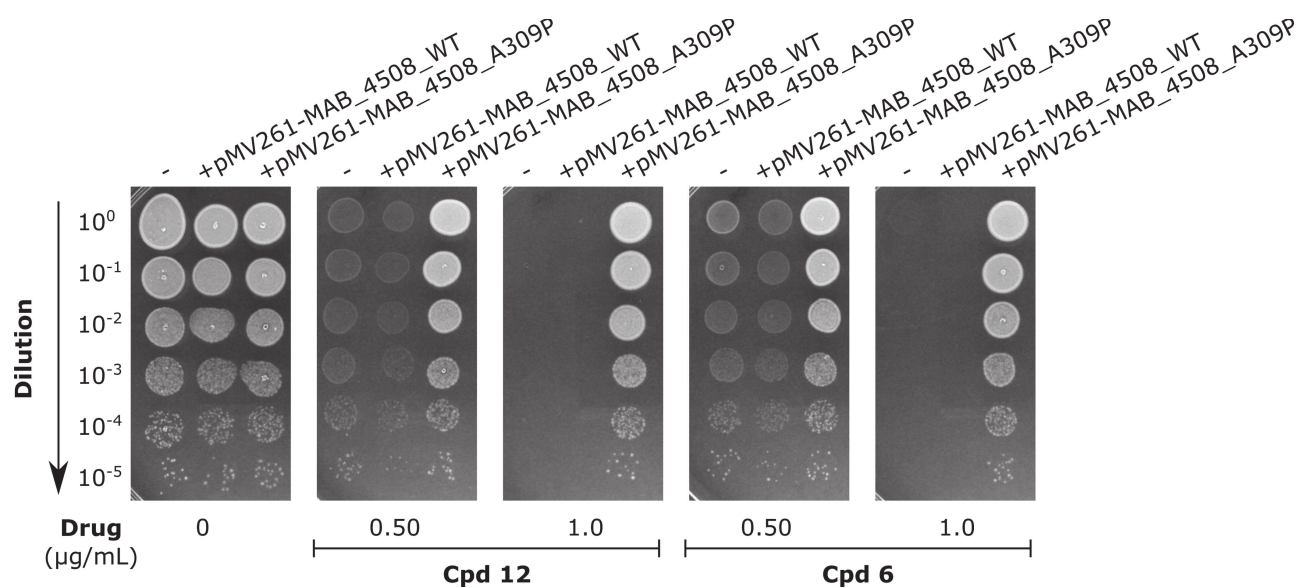 - +pMV261-MAB_4508_WT +pMV261-MAB_4508_A309P
- +pMV261-MAB_4508_WT +pMV261-MAB_4508_A309P
- +pMV261-MAB_4508_WT +pMV261-MAB_4508_A309P
- +pMV261-MAB_4508_WT +pMV261-MAB_4508_A309P
- +pMV261-MAB_4508_WT +pMV261-MAB_4508_A309P
Dilution
10⁰
10⁻¹
10⁻²
10⁻³
10⁻⁴
10⁻⁵
Drug 0 0.50 1.0 0.50 1.0
(µg/mL)
Cpd 12 Cpd 6